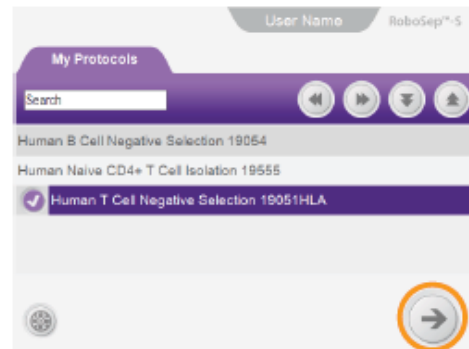 User Name
RoboSep™-S
My Protocols
Search
Human B Cell Negative Selection 19054
Human Naive CD4+ T Cell Isolation 19555
Human T Cell Negative Selection 19051HLA